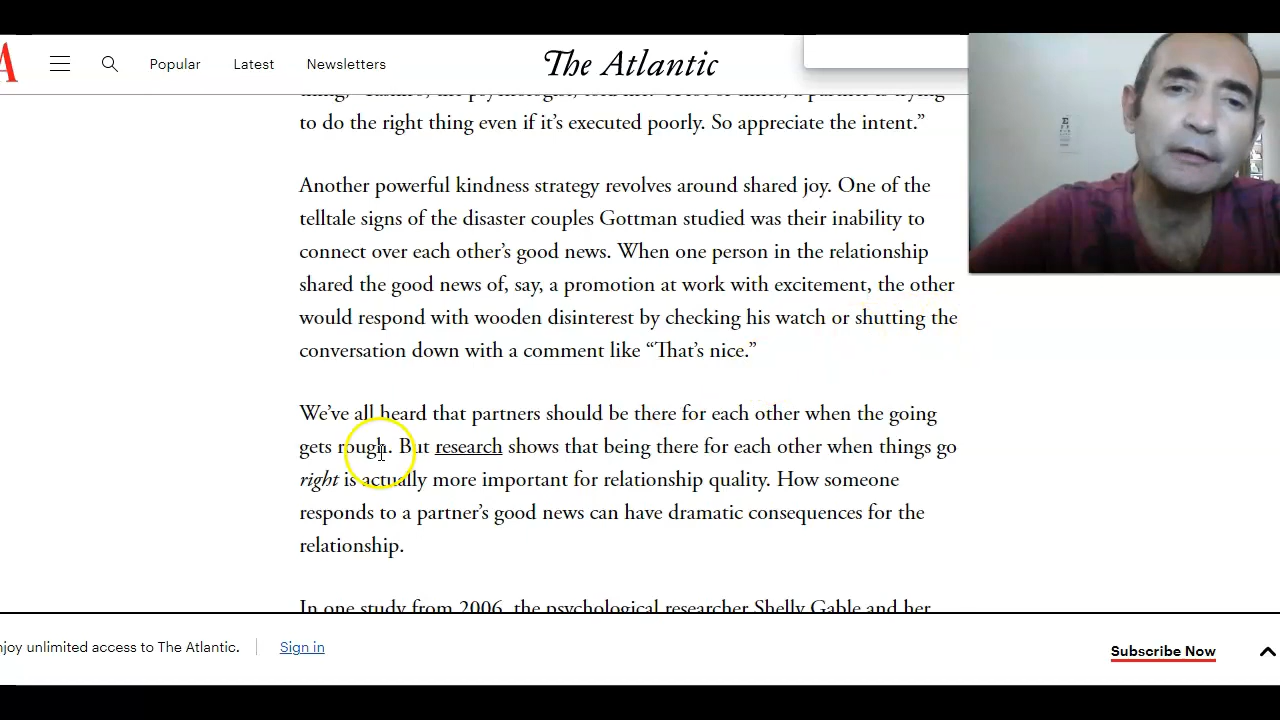 A
Popular
Latest
Newsletters
The Atlantic
to do the right thing even if it’s executed poorly. So appreciate the intent.”
Another powerful kindness strategy revolves around shared joy. One of the
telltale signs of the disaster couples Gottman studied was their inability to
connect over each other’s good news. When one person in the relationship
shared the good news of, say, a promotion at work with excitement, the other
would respond with wooden disinterest by checking his watch or shutting the
conversation down with a comment like “That’s nice.”
We’ve all heard that partners should be there for each other when the going
gets rough. But research shows that being there for each other when things go
right is actually more important for relationship quality. How someone
responds to a partner’s good news can have dramatic consequences for the
relationship.
In one study from 2006, the psychological researcher Shelly Gable and her
njoy unlimited access to The Atlantic.
Sign in
Subscribe Now